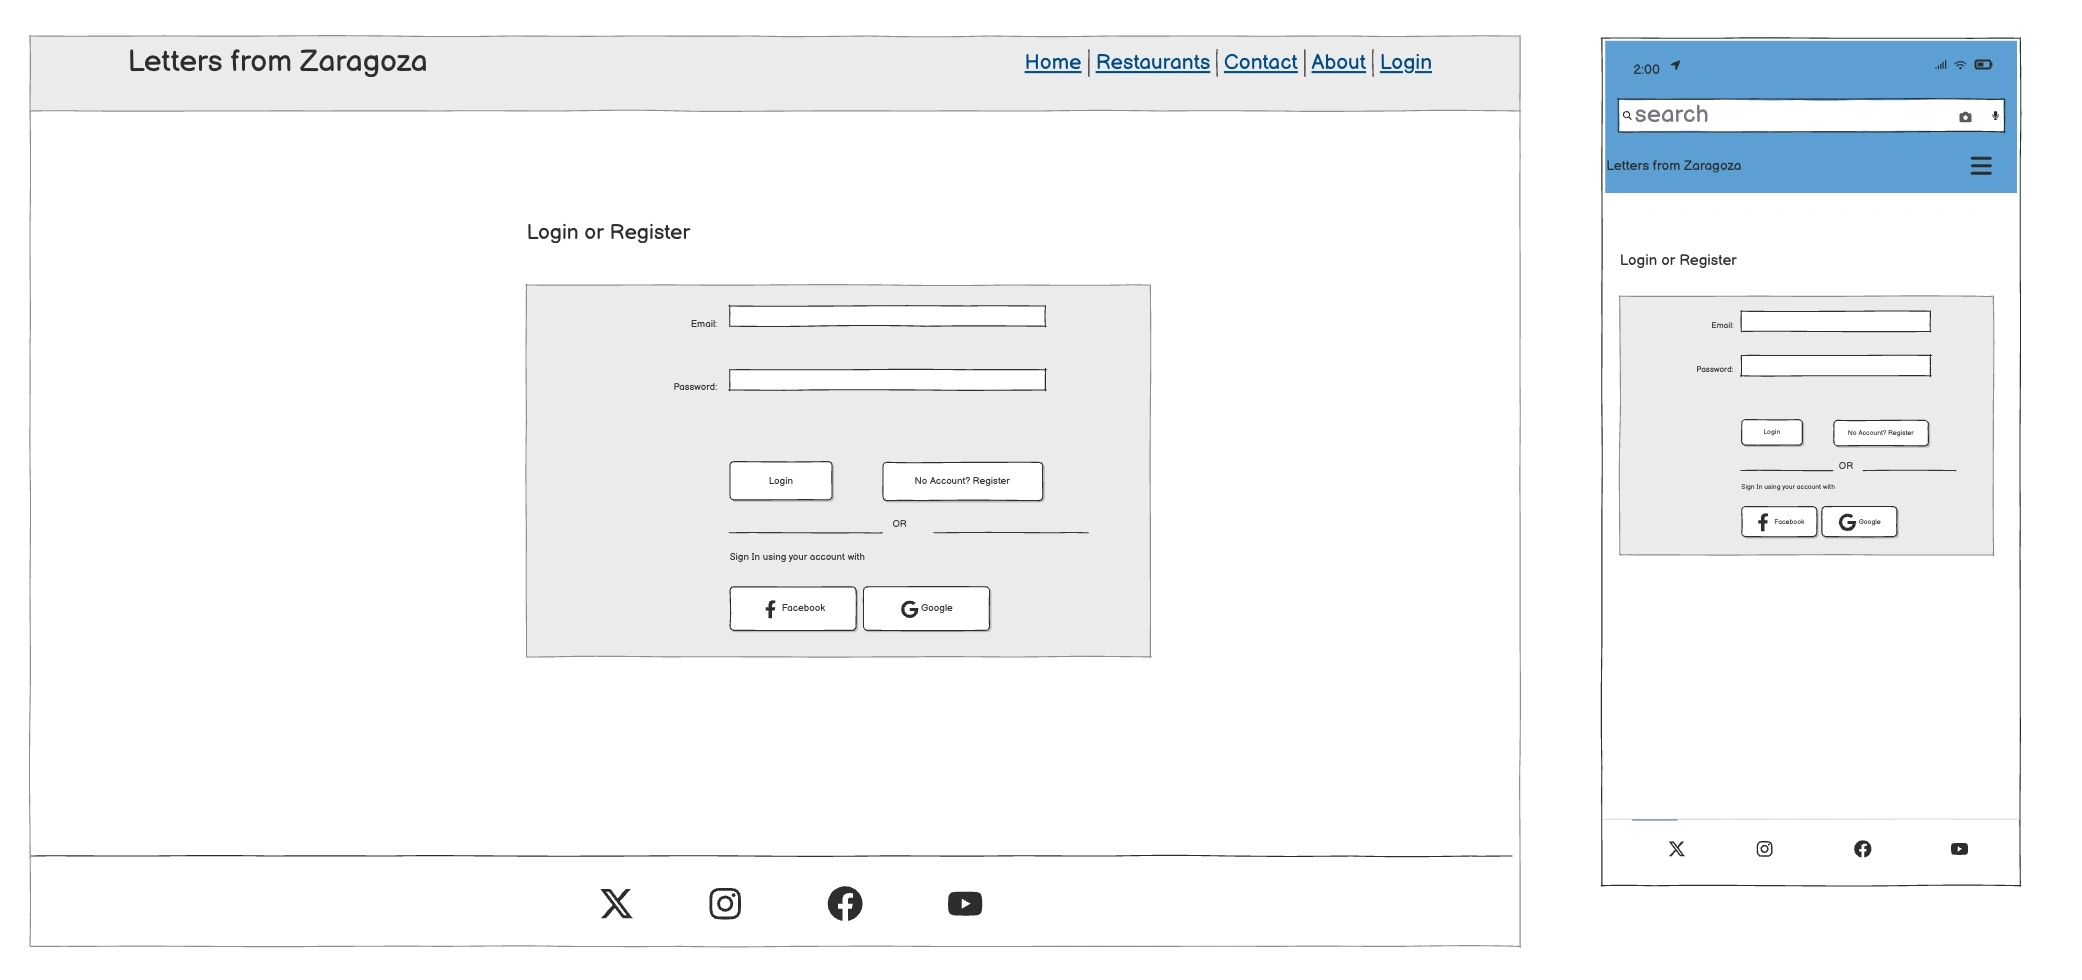 Letters from Zaragoza
Home | Restaurants | Contact | About | Login
Login or Register
Email:
Password:
Login
No Account? Register
OR
Sign In using your account with
Facebook
Google
2:00
search
Letters from Zaragoza
Login or Register
Email:
Password:
Login
No Account? Register
OR
Sign In using your account with
Facebook
Google